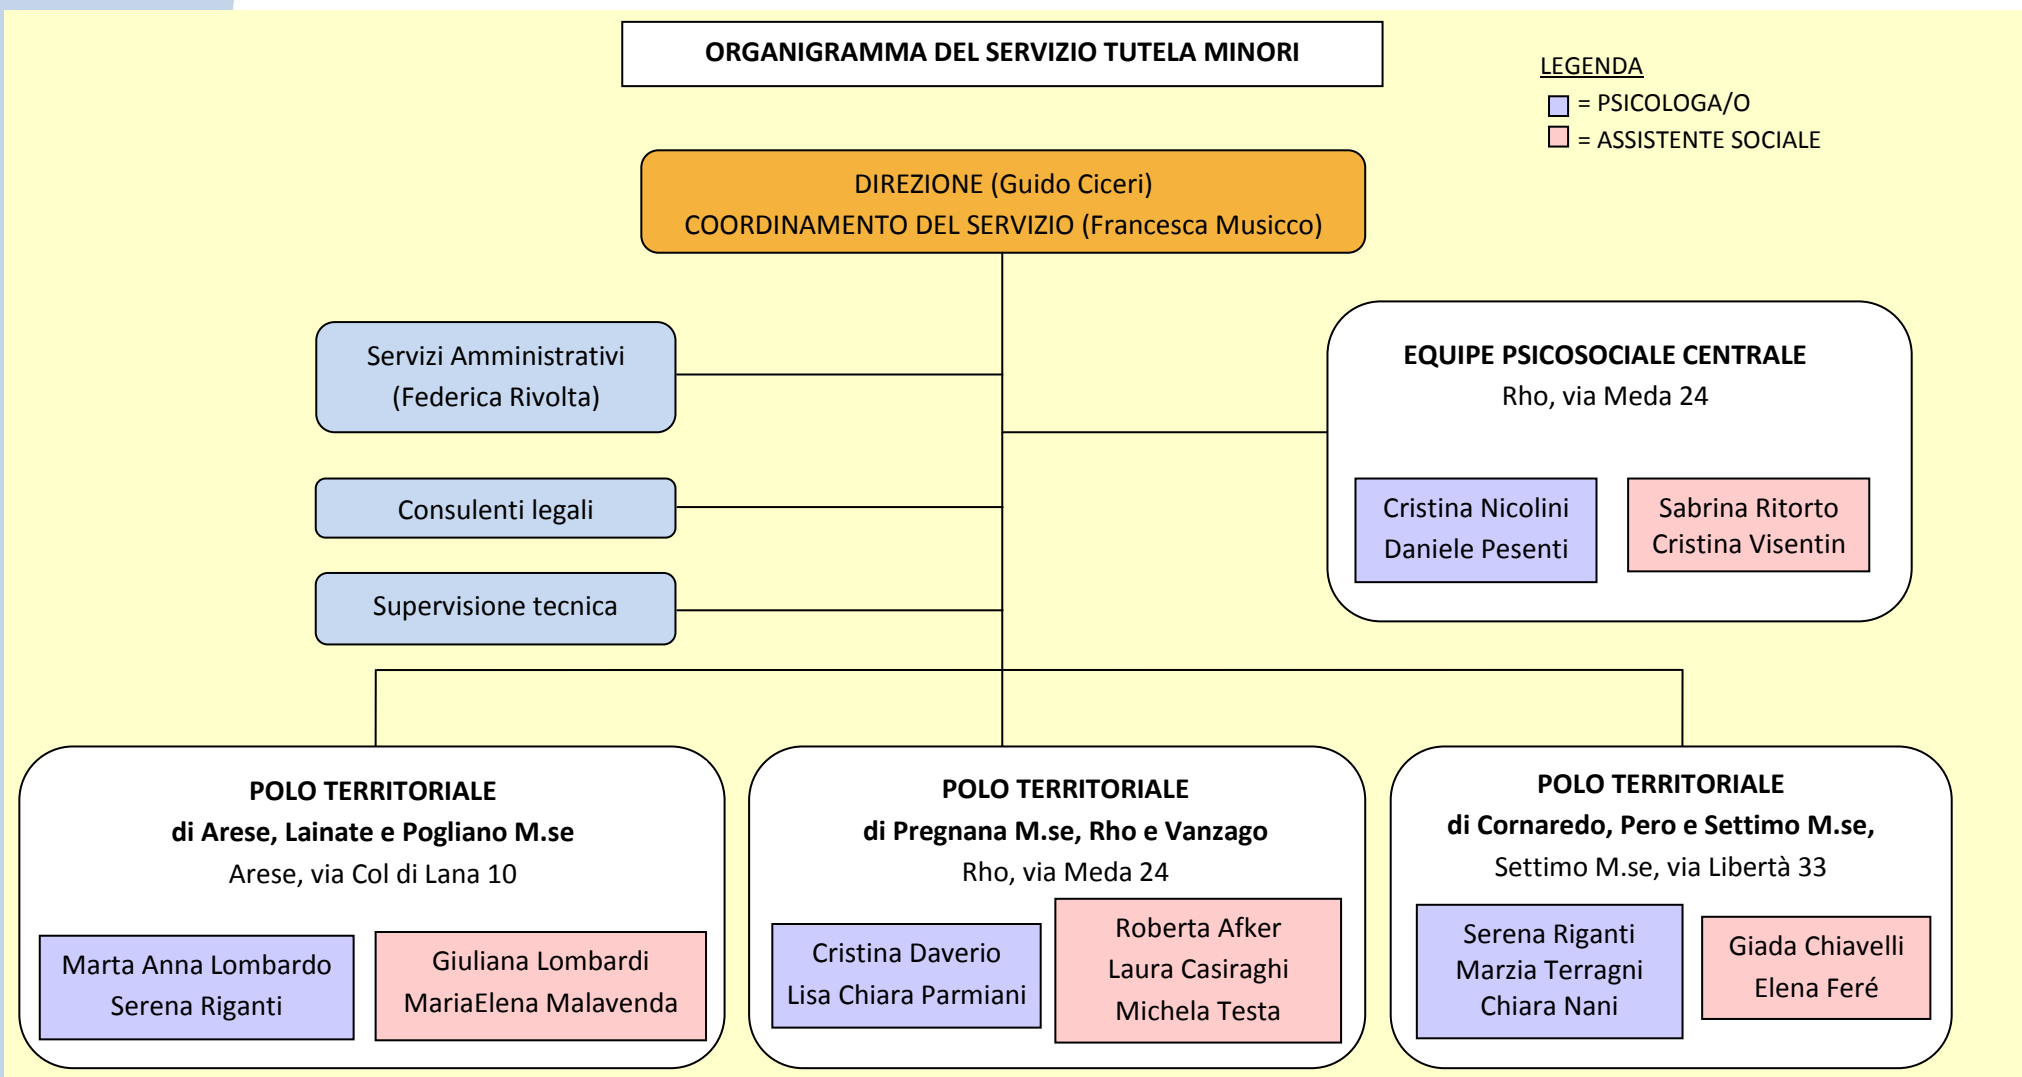 ORGANIGRAMMA DEL SERVIZIO TUTELA MINORI
LEGENDA
= PSICOLOGA/O
= ASSISTENTE SOCIALE
DIREZIONE (Guido Ciceri)
COORDINAMENTO DEL SERVIZIO (Francesca Musicco)
Servizi Amministrativi
(Federica Rivolta)
Consulenti legali
Supervisione tecnica
EQUIPE PSICOSOCIALE CENTRALE
Rho, via Meda 24
Cristina Nicolini
Daniele Pesenti
Sabrina Ritorto
Cristina Visentin
POLO TERRITORIALE
di Arese, Lainate e Pogliano M.se
Arese, via Col di Lana 10
Marta Anna Lombardo
Serena Riganti
Giuliana Lombardi
MariaElena Malavenda
POLO TERRITORIALE
di Pregnana M.se, Rho e Vanzago
Rho, via Meda 24
Cristina Daverio
Lisa Chiara Parmiani
Roberta Afker
Laura Casiraghi
Michela Testa
POLO TERRITORIALE
di Cornaredo, Pero e Settimo M.se,
Settimo M.se, via Libertà 33
Serena Riganti
Marzia Terragni
Chiara Nani
Giada Chiavelli
Elena Feré